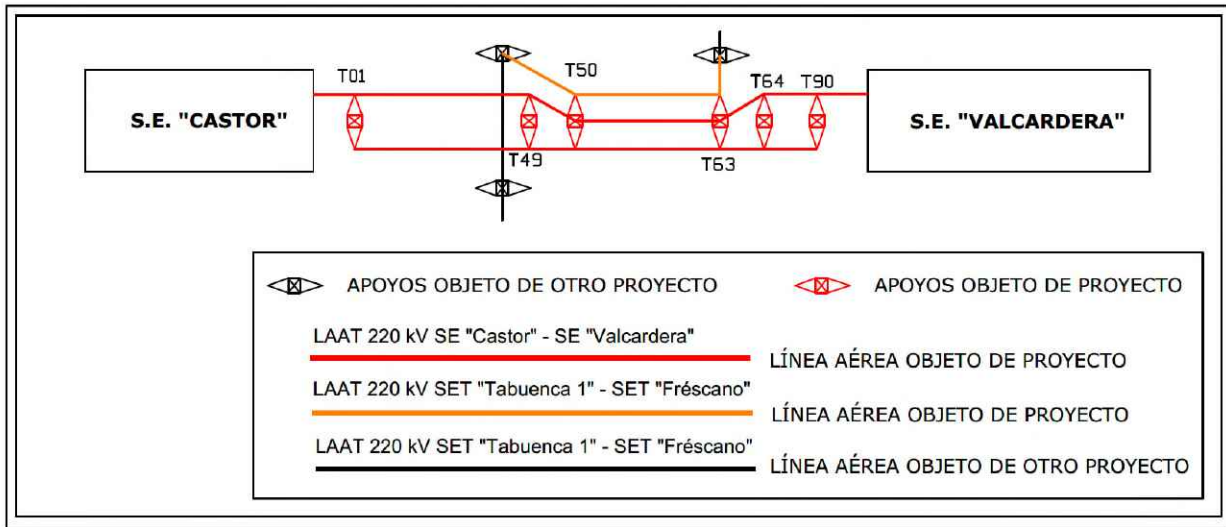 T01
T50
T64
T90
S.E. "CASTOR"
S.E. "VALCARDERA"
T49
T63
APOYOS OBJETO DE OTRO PROYECTO
APOYOS OBJETO DE PROYECTO
LAAT 220 kV SE "Castor" - SE "Valcardera"
LÍNEA AÉREA OBJETO DE PROYECTO
LAAT 220 kV SET "Tabuenca 1" - SET "Fréscano"
LÍNEA AÉREA OBJETO DE PROYECTO
LAAT 220 kV SET "Tabuenca 1" - SET "Fréscano"
LÍNEA AÉREA OBJETO DE OTRO PROYECTO